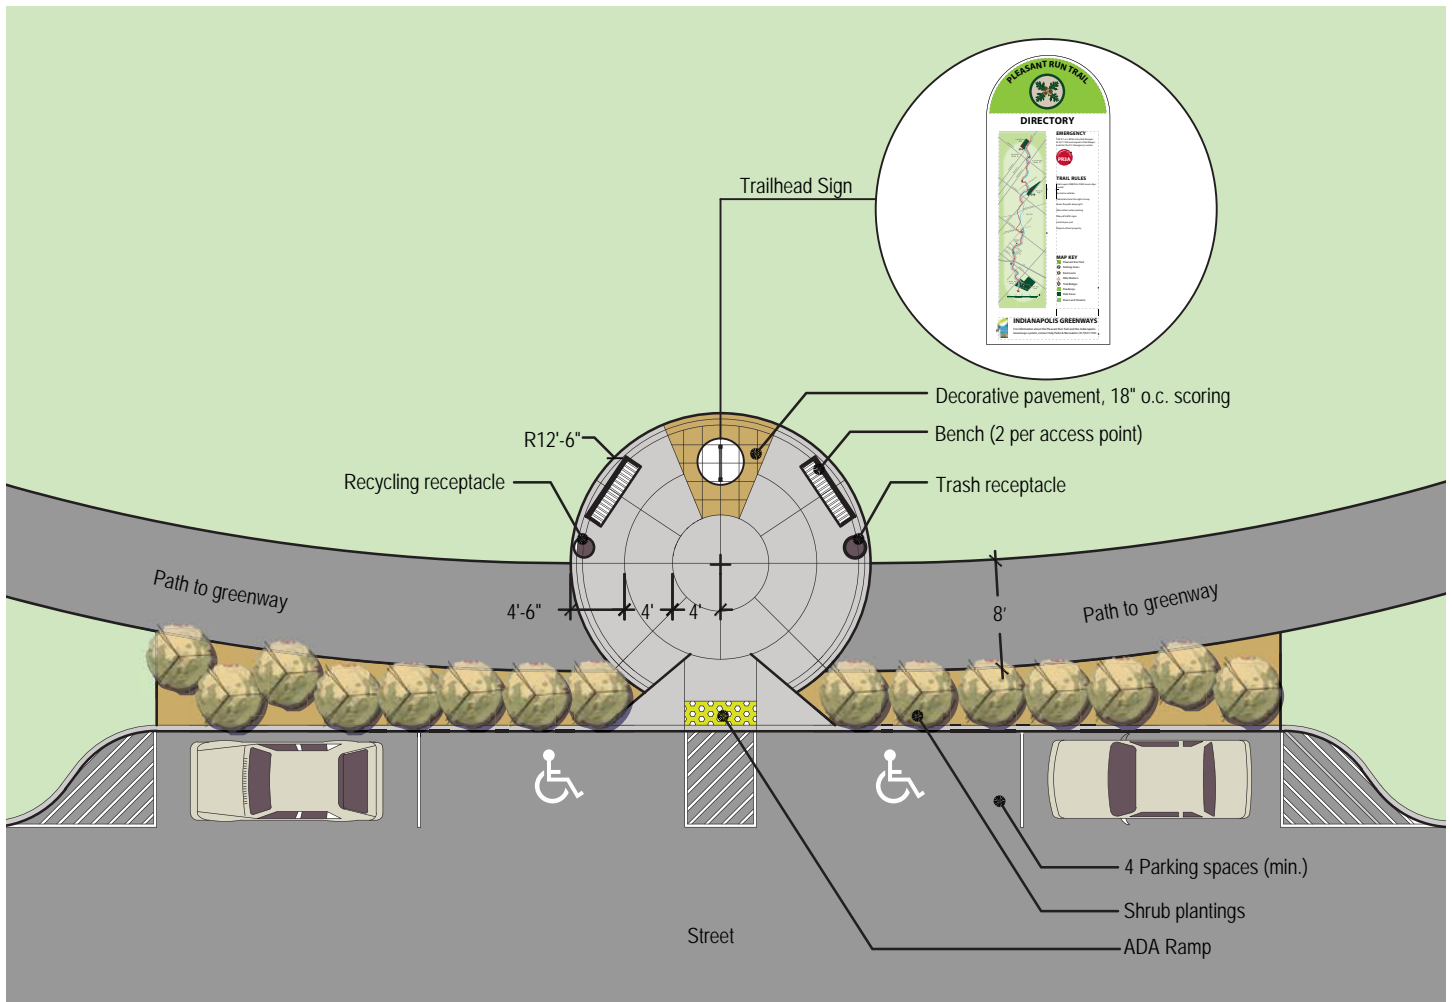 PLEASANT RUN TRAIL
DIRECTORY
EMERGENCY
PR3A
TRAIL RULES
MAP KEY
INDIANAPOLIS GREENWAYS
Trailhead Sign
Decorative pavement, 18" o.c. scoring
R12'-6"
Bench (2 per access point)
Recycling receptacle
Trash receptacle
Path to greenway
4'-6"
4'
4'
8'
Path to greenway
4 Parking spaces (min.)
Shrub plantings
Street
ADA Ramp